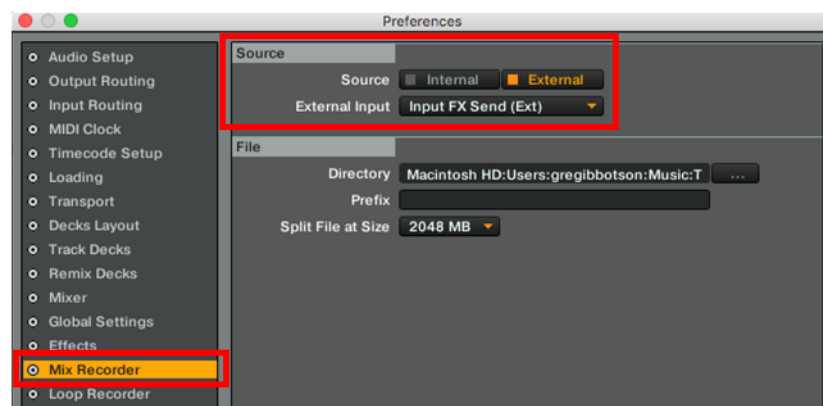 Preferences
Audio Setup
Output Routing
Input Routing
MIDI Clock
Timecode Setup
Loading
Transport
Decks Layout
Track Decks
Remix Decks
Mixer
Global Settings
Effects
Mix Recorder
Loop Recorder
Source
Source Internal External
External Input Input FX Send (Ext)
File
Directory Macintosh HD:Users:gregibbotson:Music:T ...
Prefix
Split File at Size 2048 MB